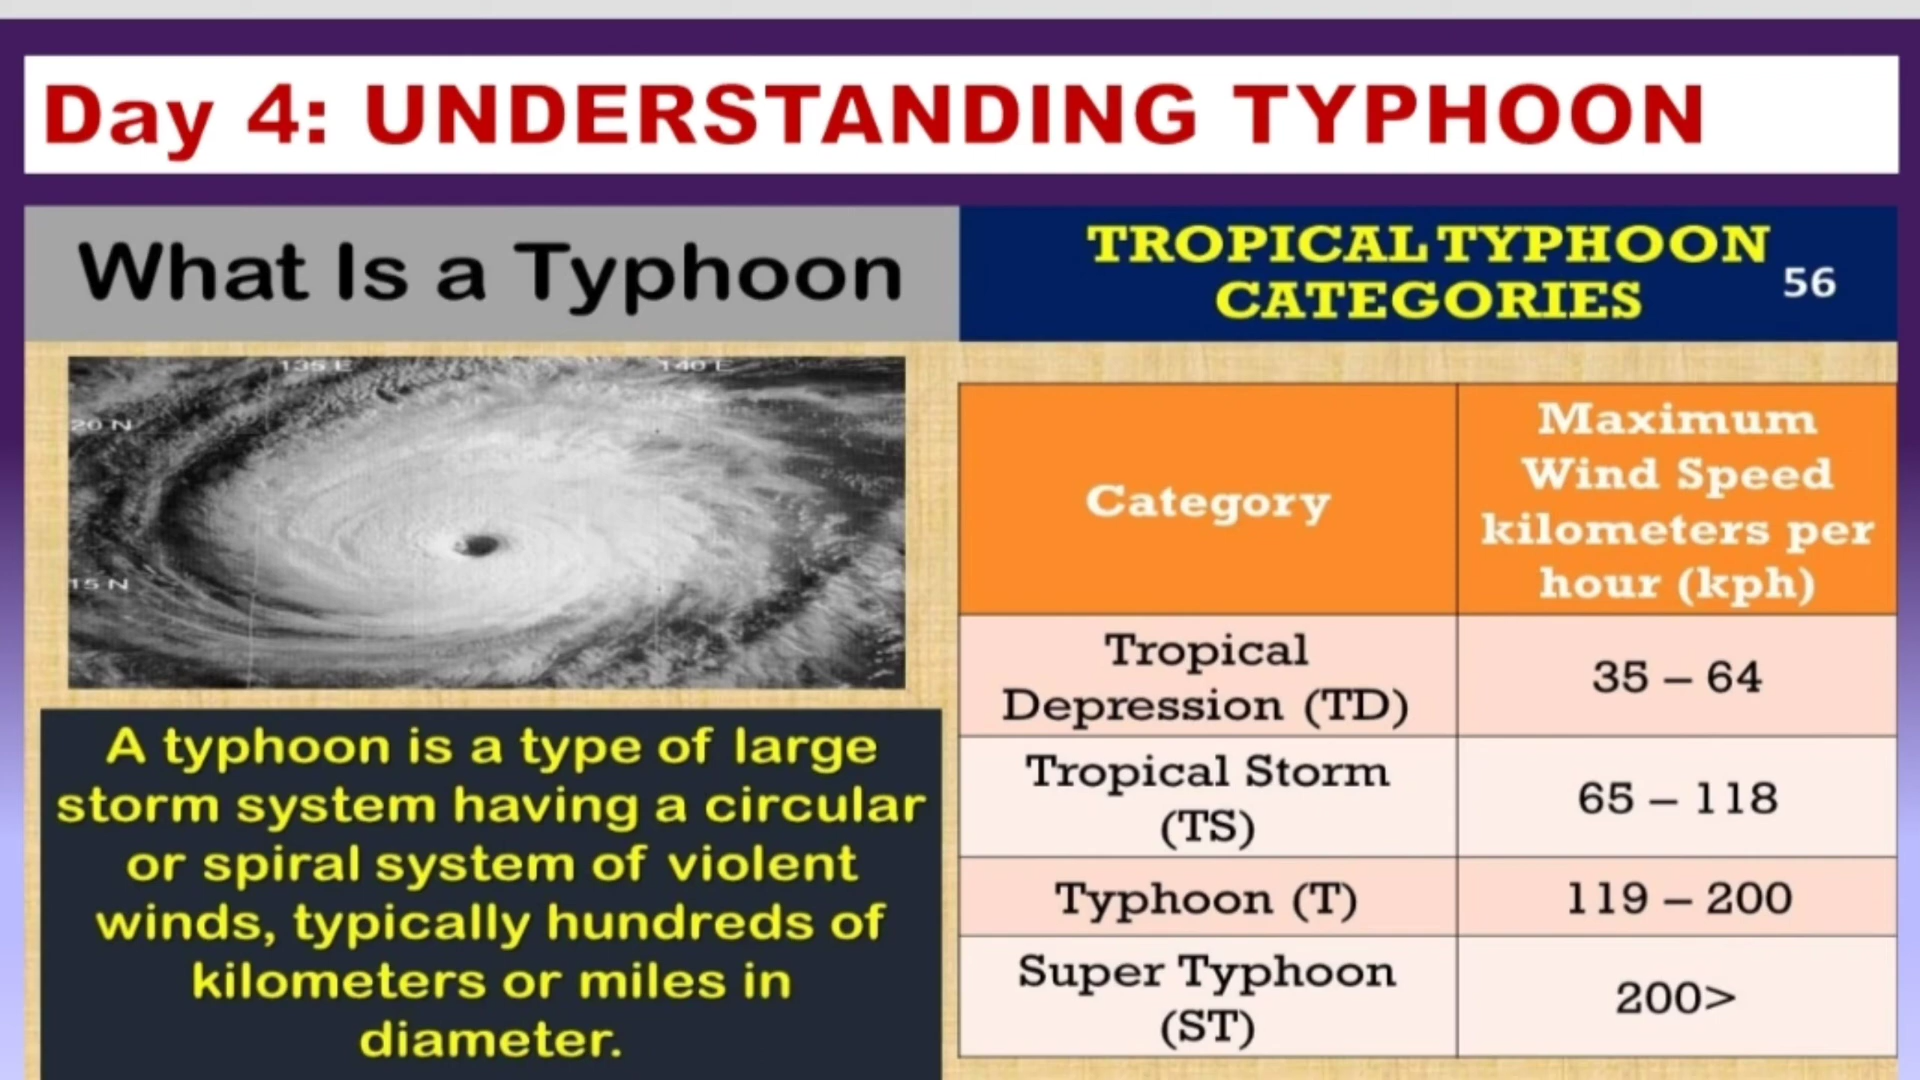 Day 4: UNDERSTANDING TYPHOON
What Is a Typhoon
135 E
140 E
20 N
15 N
A typhoon is a type of large
storm system having a circular
or spiral system of violent
winds, typically hundreds of
kilometers or miles in
diameter.
TROPICAL TYPHOON
CATEGORIES
56
Category
Maximum
Wind Speed
kilometers per
hour (kph)
Tropical
Depression (TD)
35 – 64
Tropical Storm
(TS)
65 – 118
Typhoon (T)
119 – 200
Super Typhoon
(ST)
200>